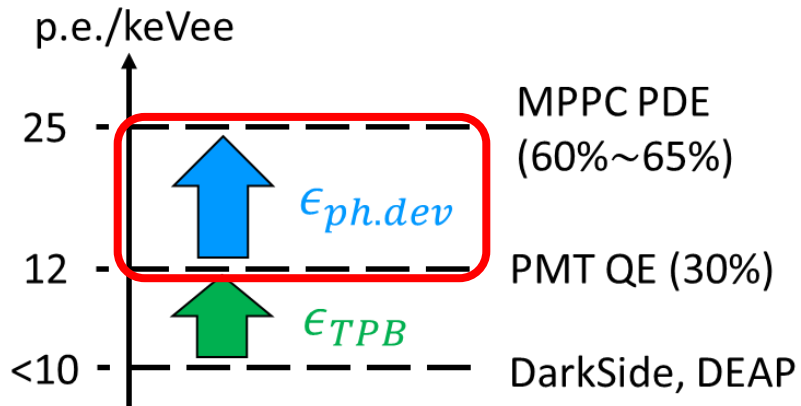 p.e./keVee
25
MPPC PDE
(60%~65%)
ϵph.dev
12
PMT QE (30%)
ϵTPB
<10
DarkSide, DEAP